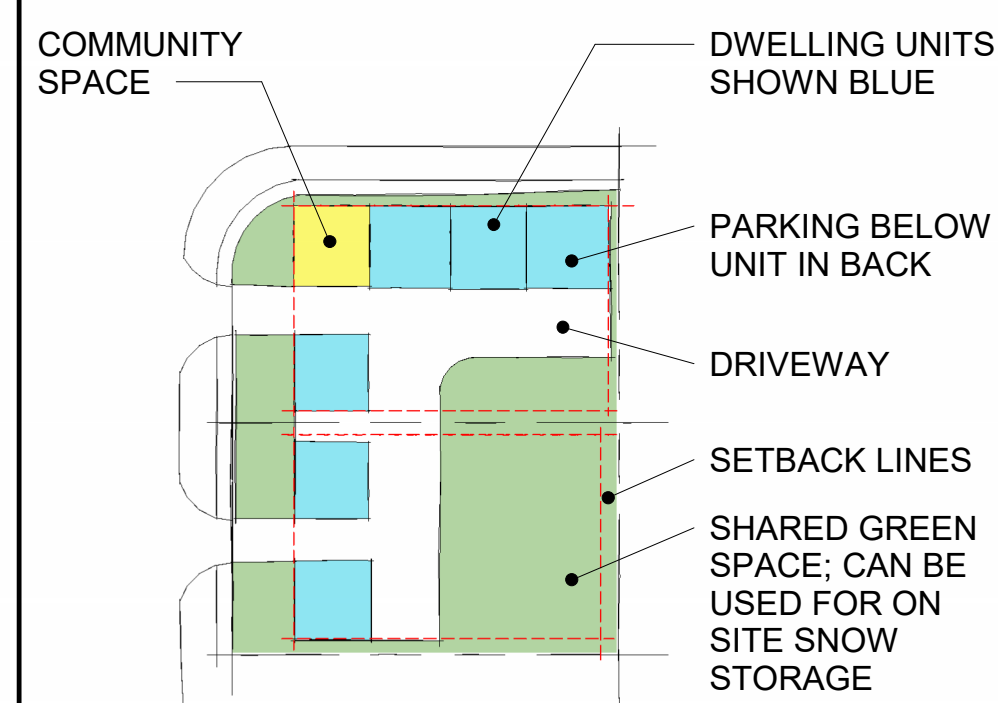 COMMUNITY
SPACE
DWELLING UNITS
SHOWN BLUE
PARKING BELOW
UNIT IN BACK
DRIVEWAY
SETBACK LINES
SHARED GREEN
SPACE; CAN BE
USED FOR ON
SITE SNOW
STORAGE